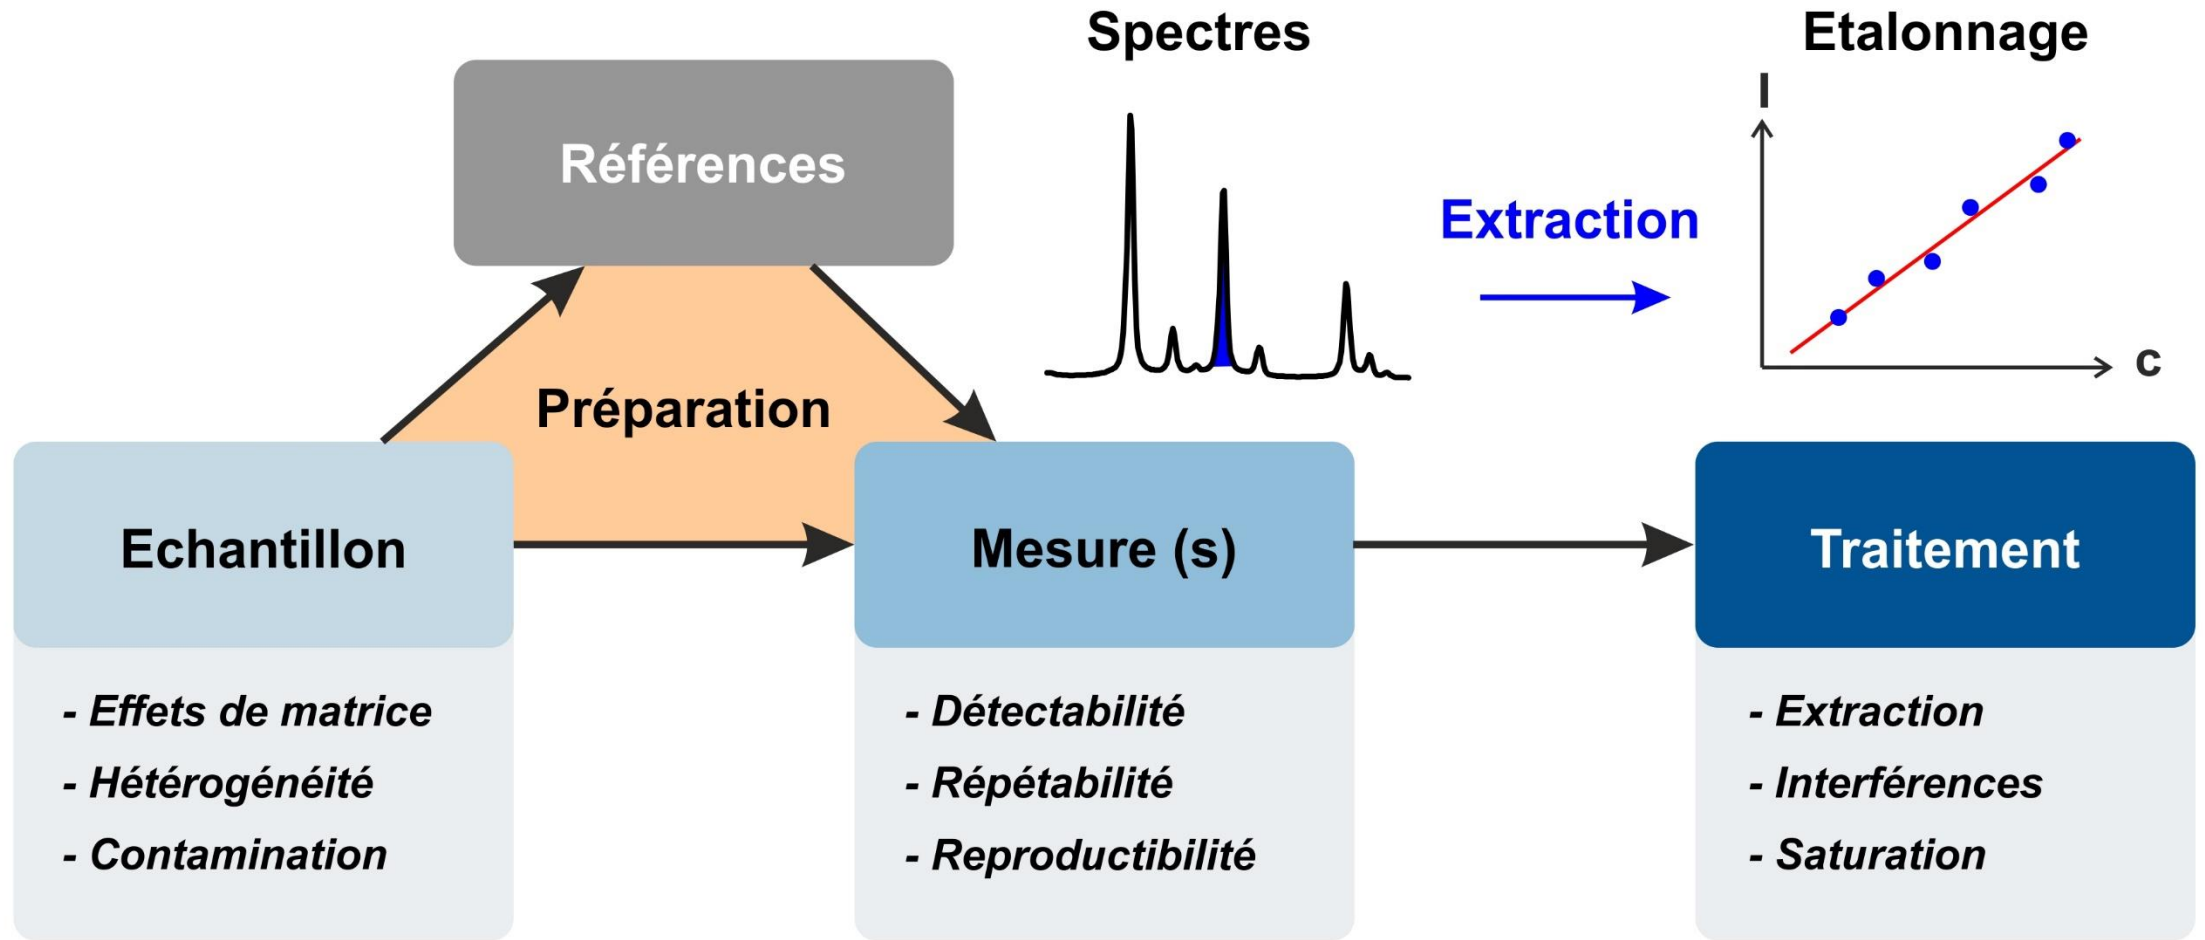 Spectres
Etalonnage
I
Références
Extraction
c
Préparation
Echantillon
Mesure (s)
Traitement
- Effets de matrice
- Hétérogénéité
- Contamination
- Détectabilité
- Répétabilité
- Reproductibilité
- Extraction
- Interférences
- Saturation